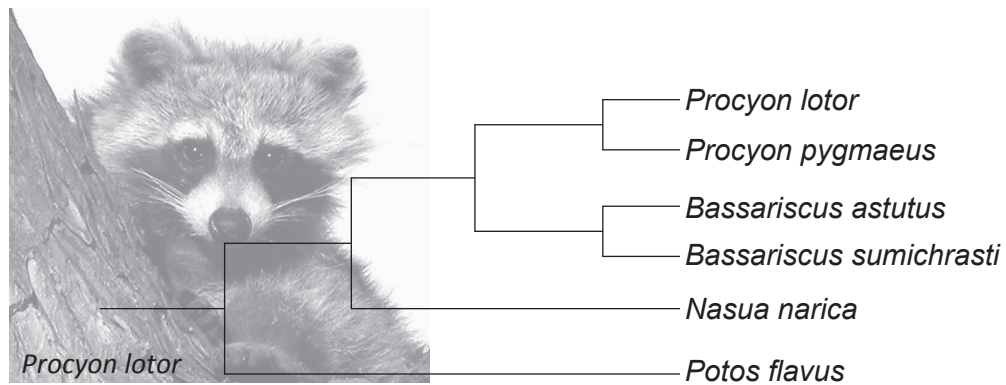 Procyon lotor
Procyon pygmaeus
Bassariscus astutus
Bassariscus sumichrasti
Nasua narica
Potos flavus
Procyon lotor